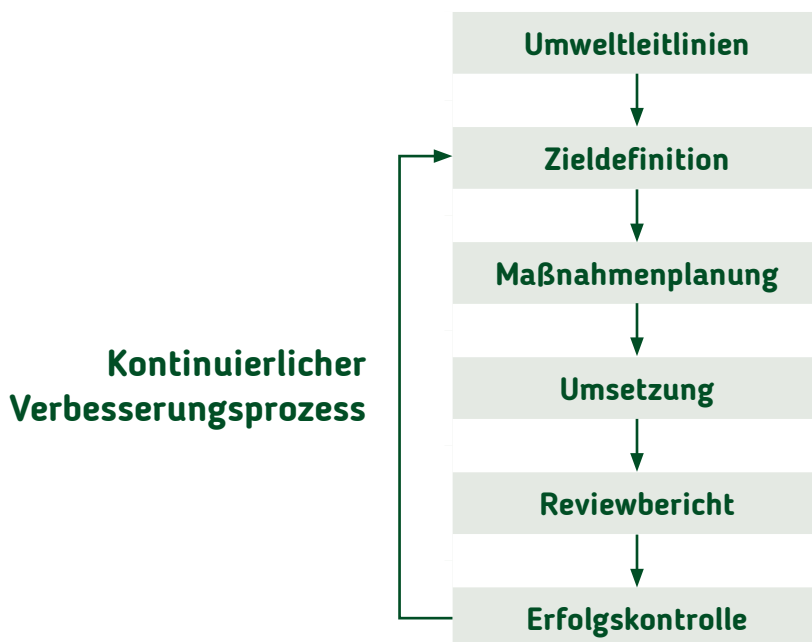 Umweltleitlinien
Zieldefinition
Maßnahmenplanung
Kontinuierlicher
Verbesserungsprozess
Umsetzung
Reviewbericht
Erfolgskontrolle